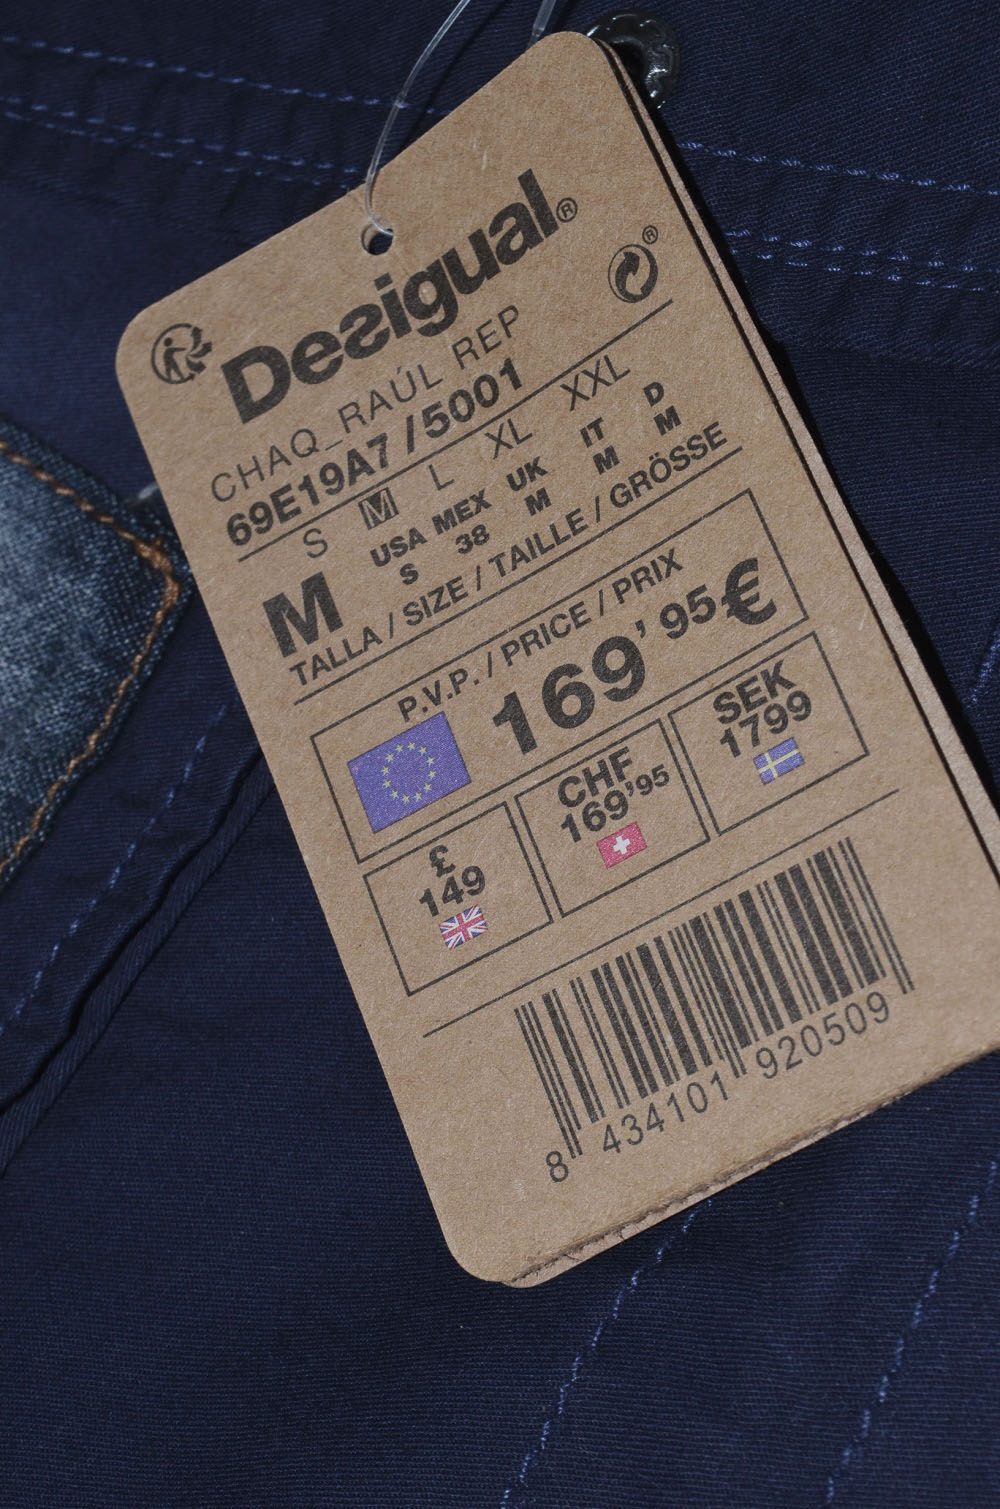 Desigual.®
®
CHAQ_RAÚL REP
69E19A7 / 5001
S M L XL XXL
M USA MEX UK IT D
S 38 M M M
TALLA / SIZE / TAILLE / GRÖSSE
P.V.P. / PRICE / PRIX
169’95€
£
149
CHF
169’95
SEK
1799
8 434101 920509